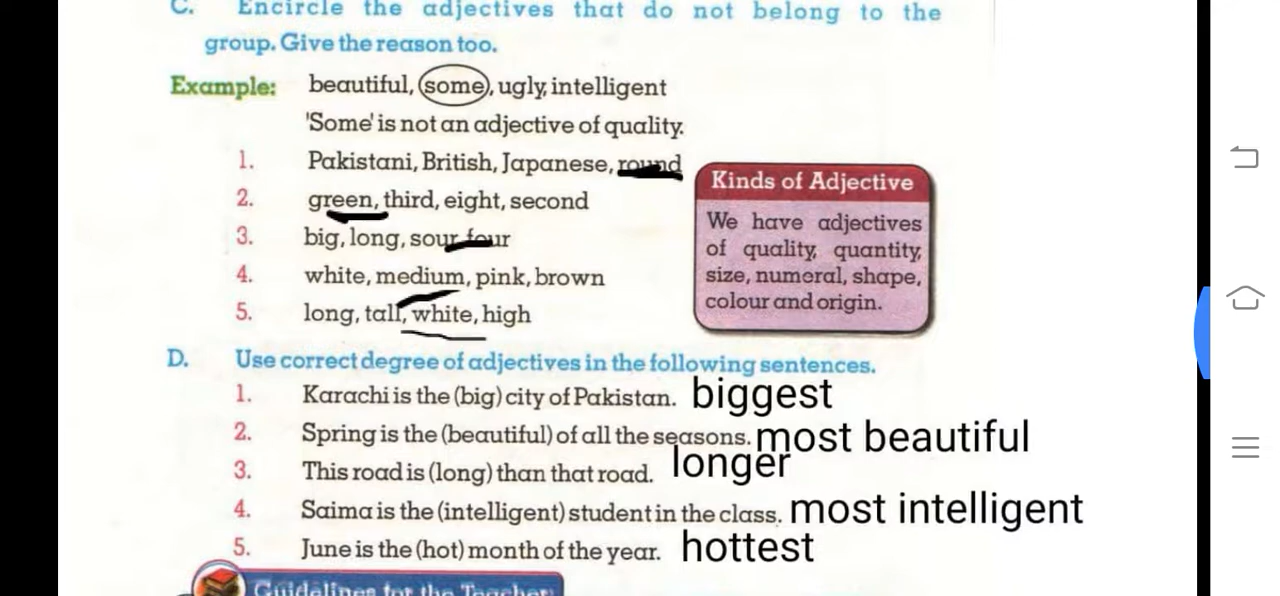 C. Encircle the adjectives that do not belong to the
group. Give the reason too.
Example: beautiful, some, ugly, intelligent
'Some' is not an adjective of quality.
1. Pakistani, British, Japanese, round
2. green, third, eight, second
3. big, long, sour four
4. white, medium, pink, brown
5. long, tall, white, high
Kinds of Adjective
We have adjectives
of quality, quantity,
size, numeral, shape,
colour and origin.
D. Use correct degree of adjectives in the following sentences.
1. Karachi is the (big) city of Pakistan. biggest
2. Spring is the (beautiful) of all the seasons. most beautiful
3. This road is (long) than that road. longer
4. Saima is the (intelligent) student in the class. most intelligent
5. June is the (hot) month of the year. hottest
Guidelines for the Teacher: